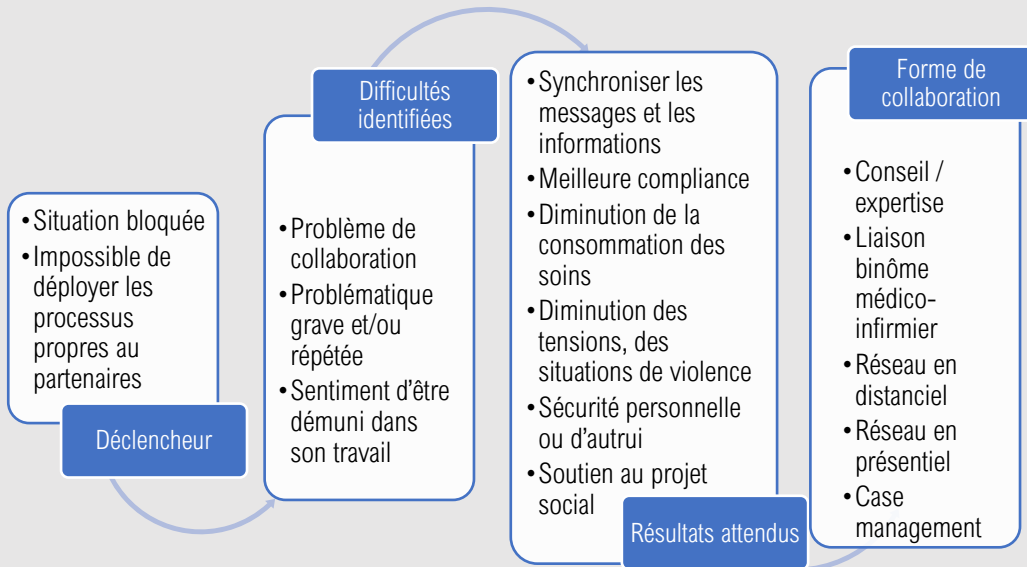 • Situation bloquée
• Impossible de
déployer les
processus
propres au
partenaires
Déclencheur
Difficultés
identifiées
• Problème de
collaboration
• Problématique
grave et/ou
répétée
• Sentiment d'être
démuni dans
son travail
• Synchroniser les
messages et les
informations
• Meilleure compliance
• Diminution de la
consommation des
soins
• Diminution des
tensions, des
situations de violence
• Sécurité personnelle
ou d'autrui
• Soutien au projet
social
Résultats attendus
Forme de
collaboration
• Conseil /
expertise
• Liaison
binôme
médico-
infirmier
• Réseau en
distanciel
• Réseau en
présentiel
• Case
management